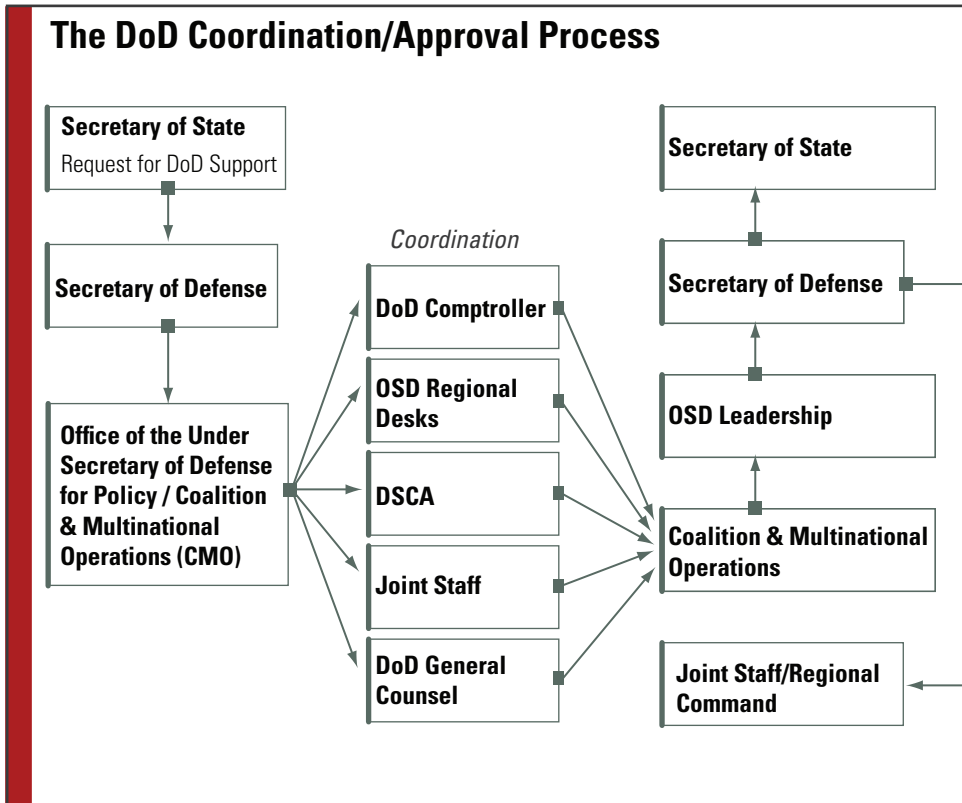 The DoD Coordination/Approval Process
Secretary of State
Request for DoD Support
Secretary of Defense
Office of the Under
Secretary of Defense
for Policy / Coalition
& Multinational
Operations (CMO)
Coordination
DoD Comptroller
OSD Regional
Desks
DSCA
Joint Staff
DoD General
Counsel
Secretary of State
Secretary of Defense
OSD Leadership
Coalition & Multinational
Operations
Joint Staff/Regional
Command